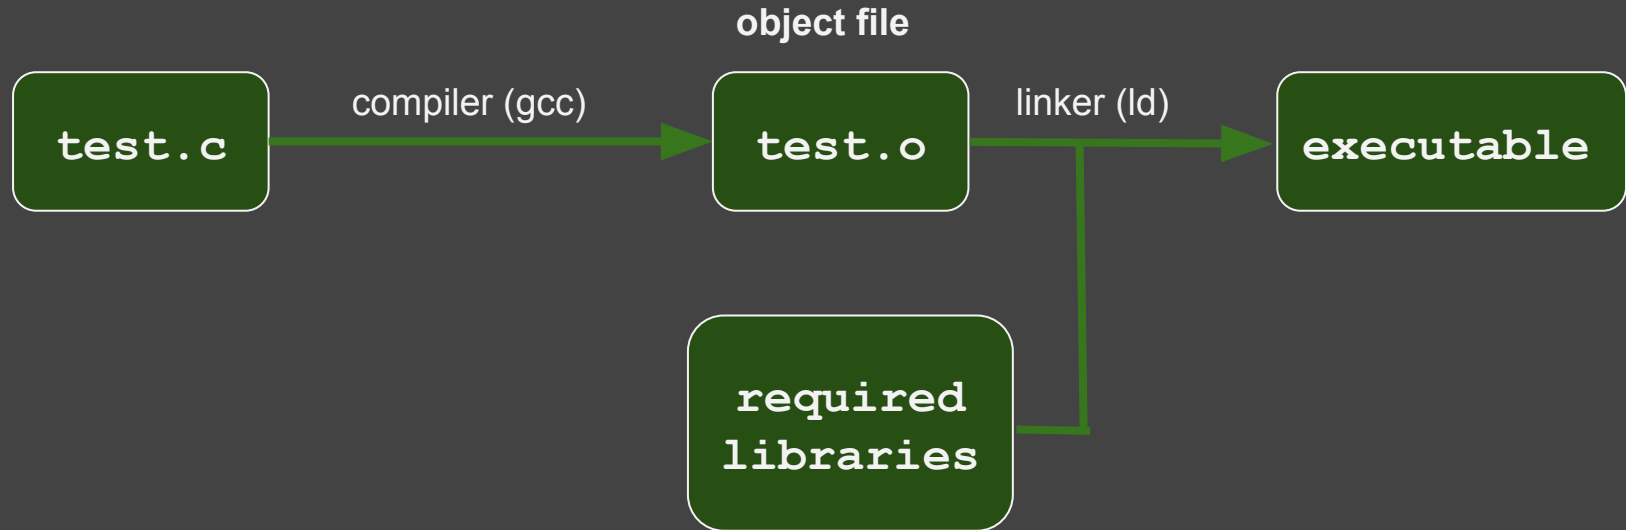 object file
test.c
compiler (gcc)
test.o
linker (ld)
executable
required
libraries